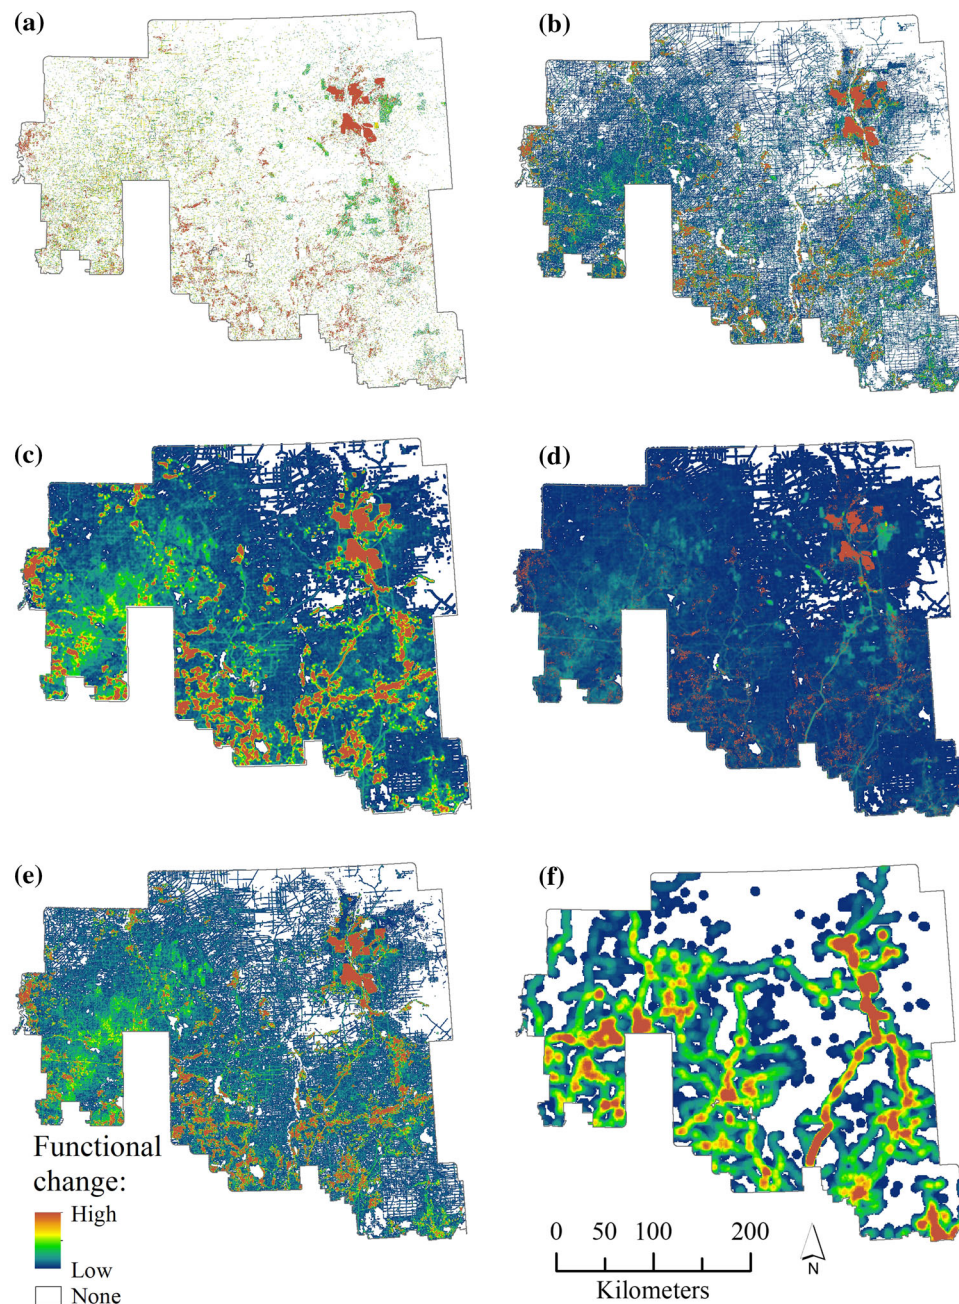 (a)
(b)
(c)
(d)
(e)
(f)
Functional
change:
High
Low
None
0 50 100 200
Kilometers
N